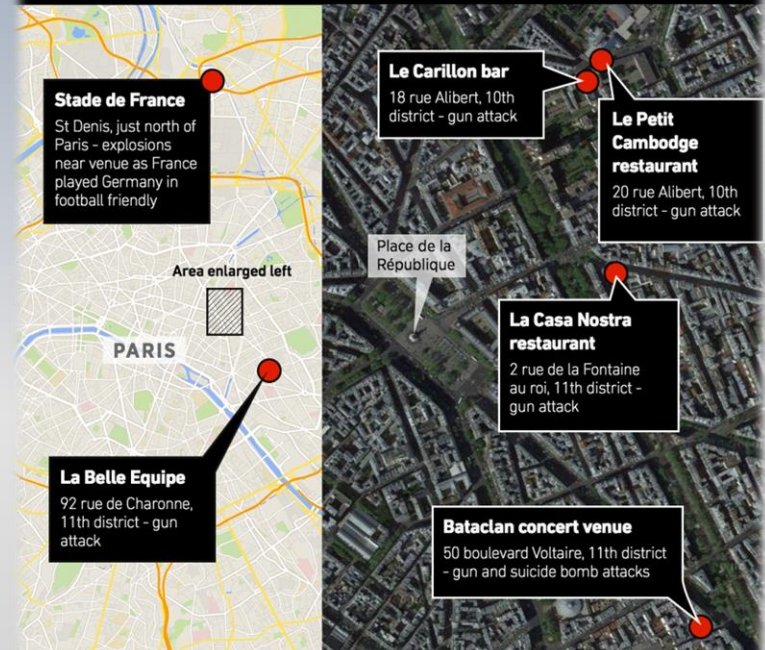 Stade de France
St Denis, just north of
Paris - explosions
near venue as France
played Germany in
football friendly
Area enlarged left
PARIS
La Belle Equipe
92 rue de Charonne,
11th district - gun
attack
Le Carillon bar
18 rue Alibert, 10th
district - gun attack
Le Petit
Cambodge
restaurant
20 rue Alibert, 10th
district - gun attack
Place de la
République
La Casa Nostra
restaurant
2 rue de la Fontaine
au roi, 11th district -
gun attack
Bataclan concert venue
50 boulevard Voltaire, 11th district
- gun and suicide bomb attacks